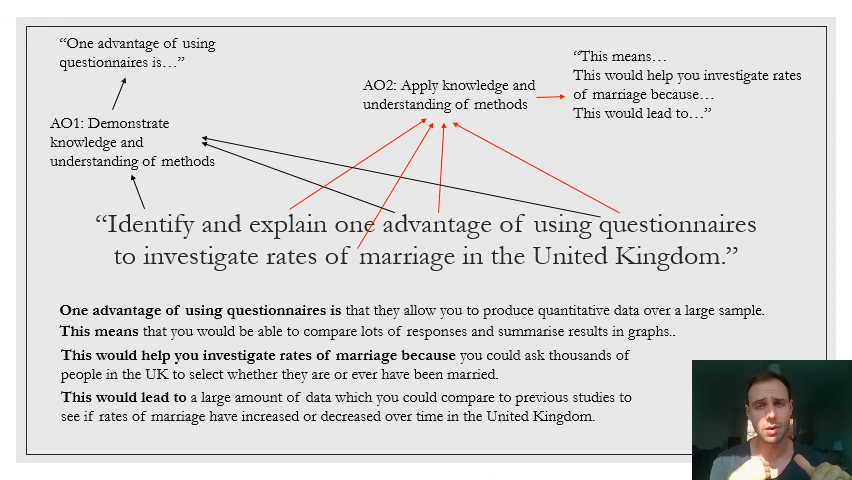 “One advantage of using
questionnaires is…”
AO1: Demonstrate
knowledge and
understanding of methods
AO2: Apply knowledge and
understanding of methods
“This means…
This would help you investigate rates
of marriage because…
This would lead to…”
“Identify and explain one advantage of using questionnaires
to investigate rates of marriage in the United Kingdom.”
One advantage of using questionnaires is that they allow you to produce quantitative data over a large sample.
This means that you would be able to compare lots of responses and summarise results in graphs..
This would help you investigate rates of marriage because you could ask thousands of
people in the UK to select whether they are or ever have been married.
This would lead to a large amount of data which you could compare to previous studies to
see if rates of marriage have increased or decreased over time in the United Kingdom.